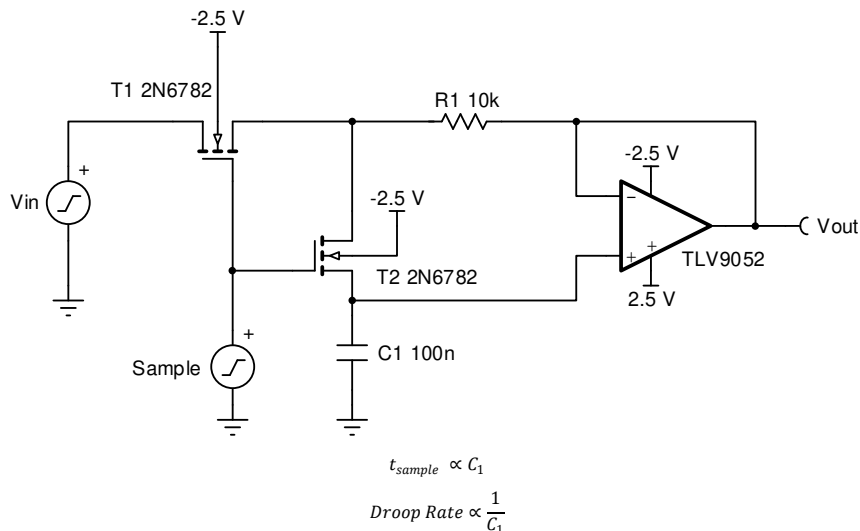 -2.5 V
T1 2N6782
R1 10k
+
Vin
-2.5 V
-2.5 V
−
+
+
Vout
TLV9052
T2 2N6782
2.5 V
+
Sample
C1 100n
t_sample ∝ C_1
Droop Rate ∝ 1/C_1